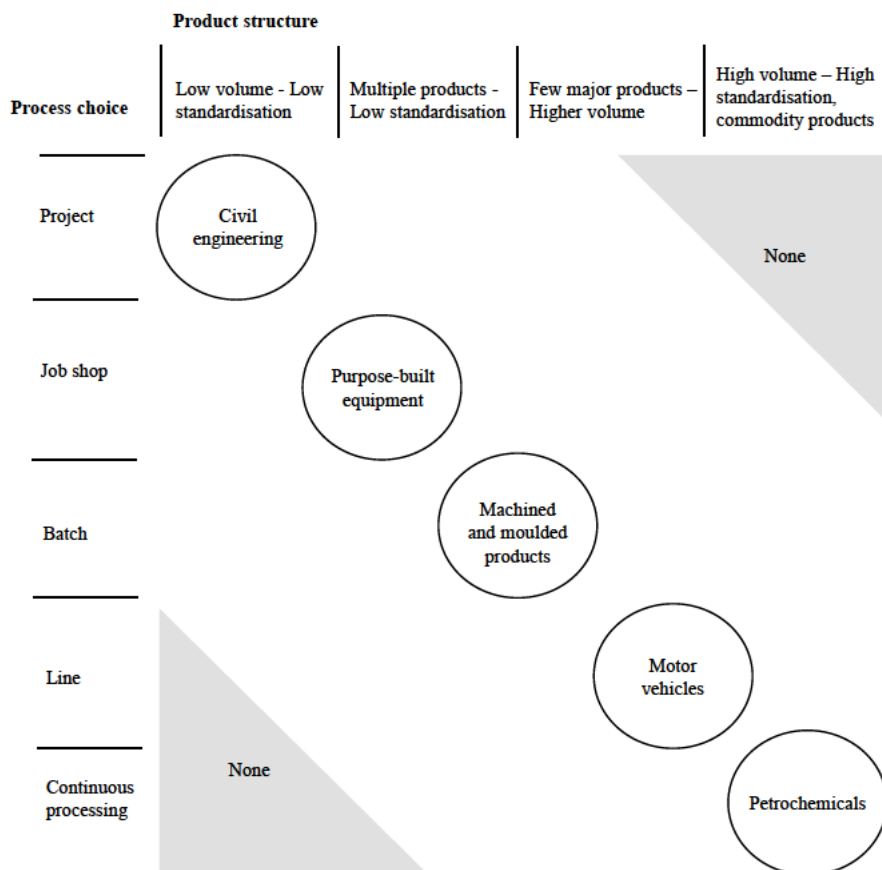 Product structure
Process choice
Low volume - Low
standardisation
Multiple products -
Low standardisation
Few major products –
Higher volume
High volume – High
standardisation,
commodity products
Project
Civil
engineering
None
Job shop
Purpose-built
equipment
Batch
Machined
and moulded
products
Line
Motor
vehicles
None
Continuous
processing
Petrochemicals